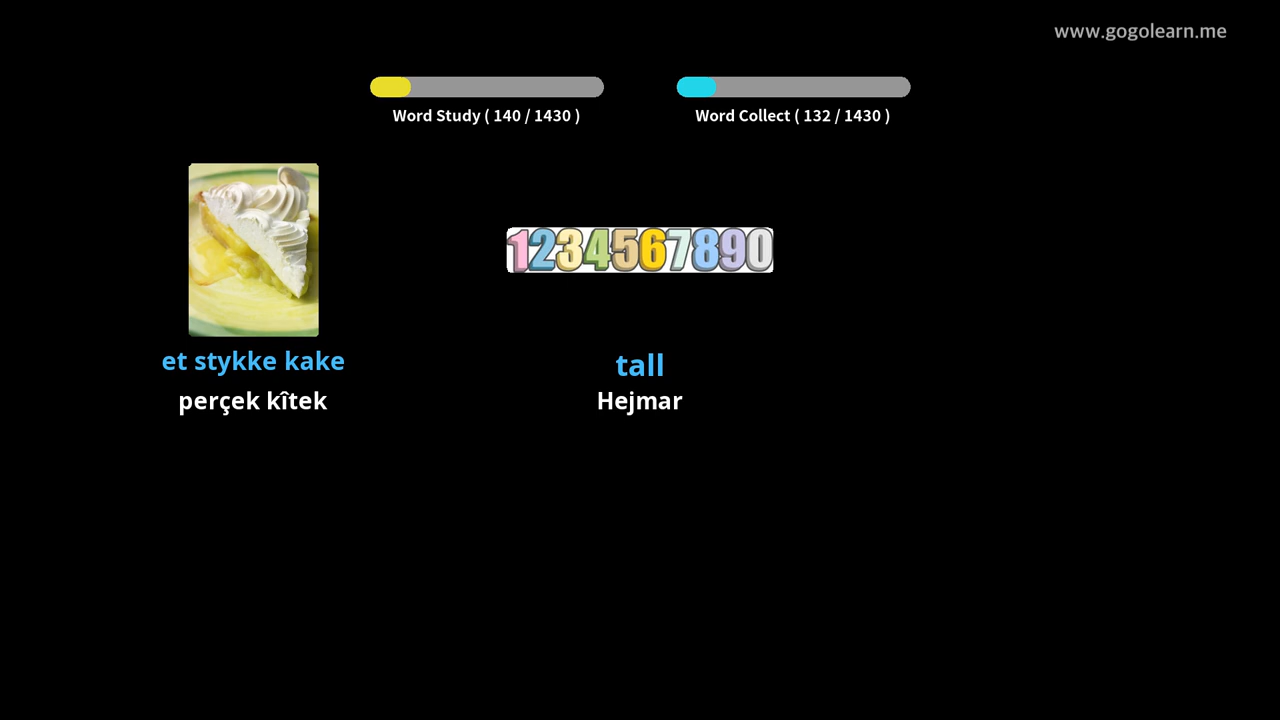 www.gogolearn.me
Word Study ( 140 / 1430 )
Word Collect ( 132 / 1430 )
1234567890
et stykke kake
perçek kîtek
tall
Hejmar